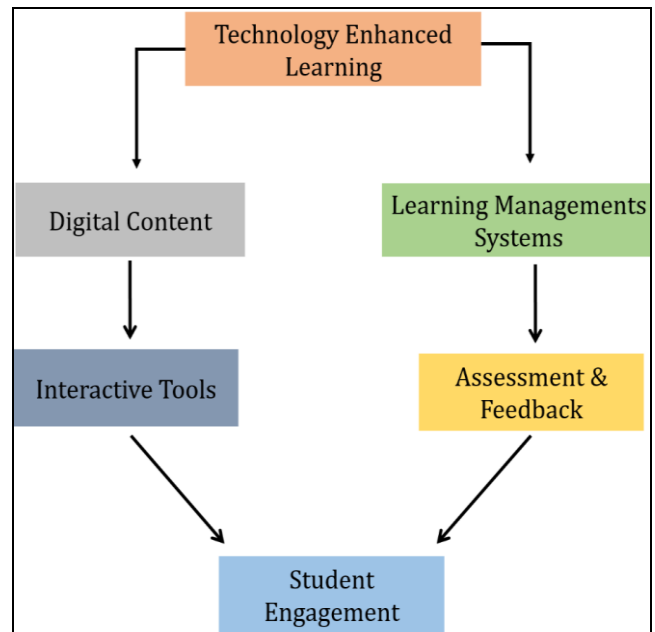 Technology Enhanced
Learning
Digital Content
Learning Managements
Systems
Interactive Tools
Assessment &
Feedback
Student
Engagement